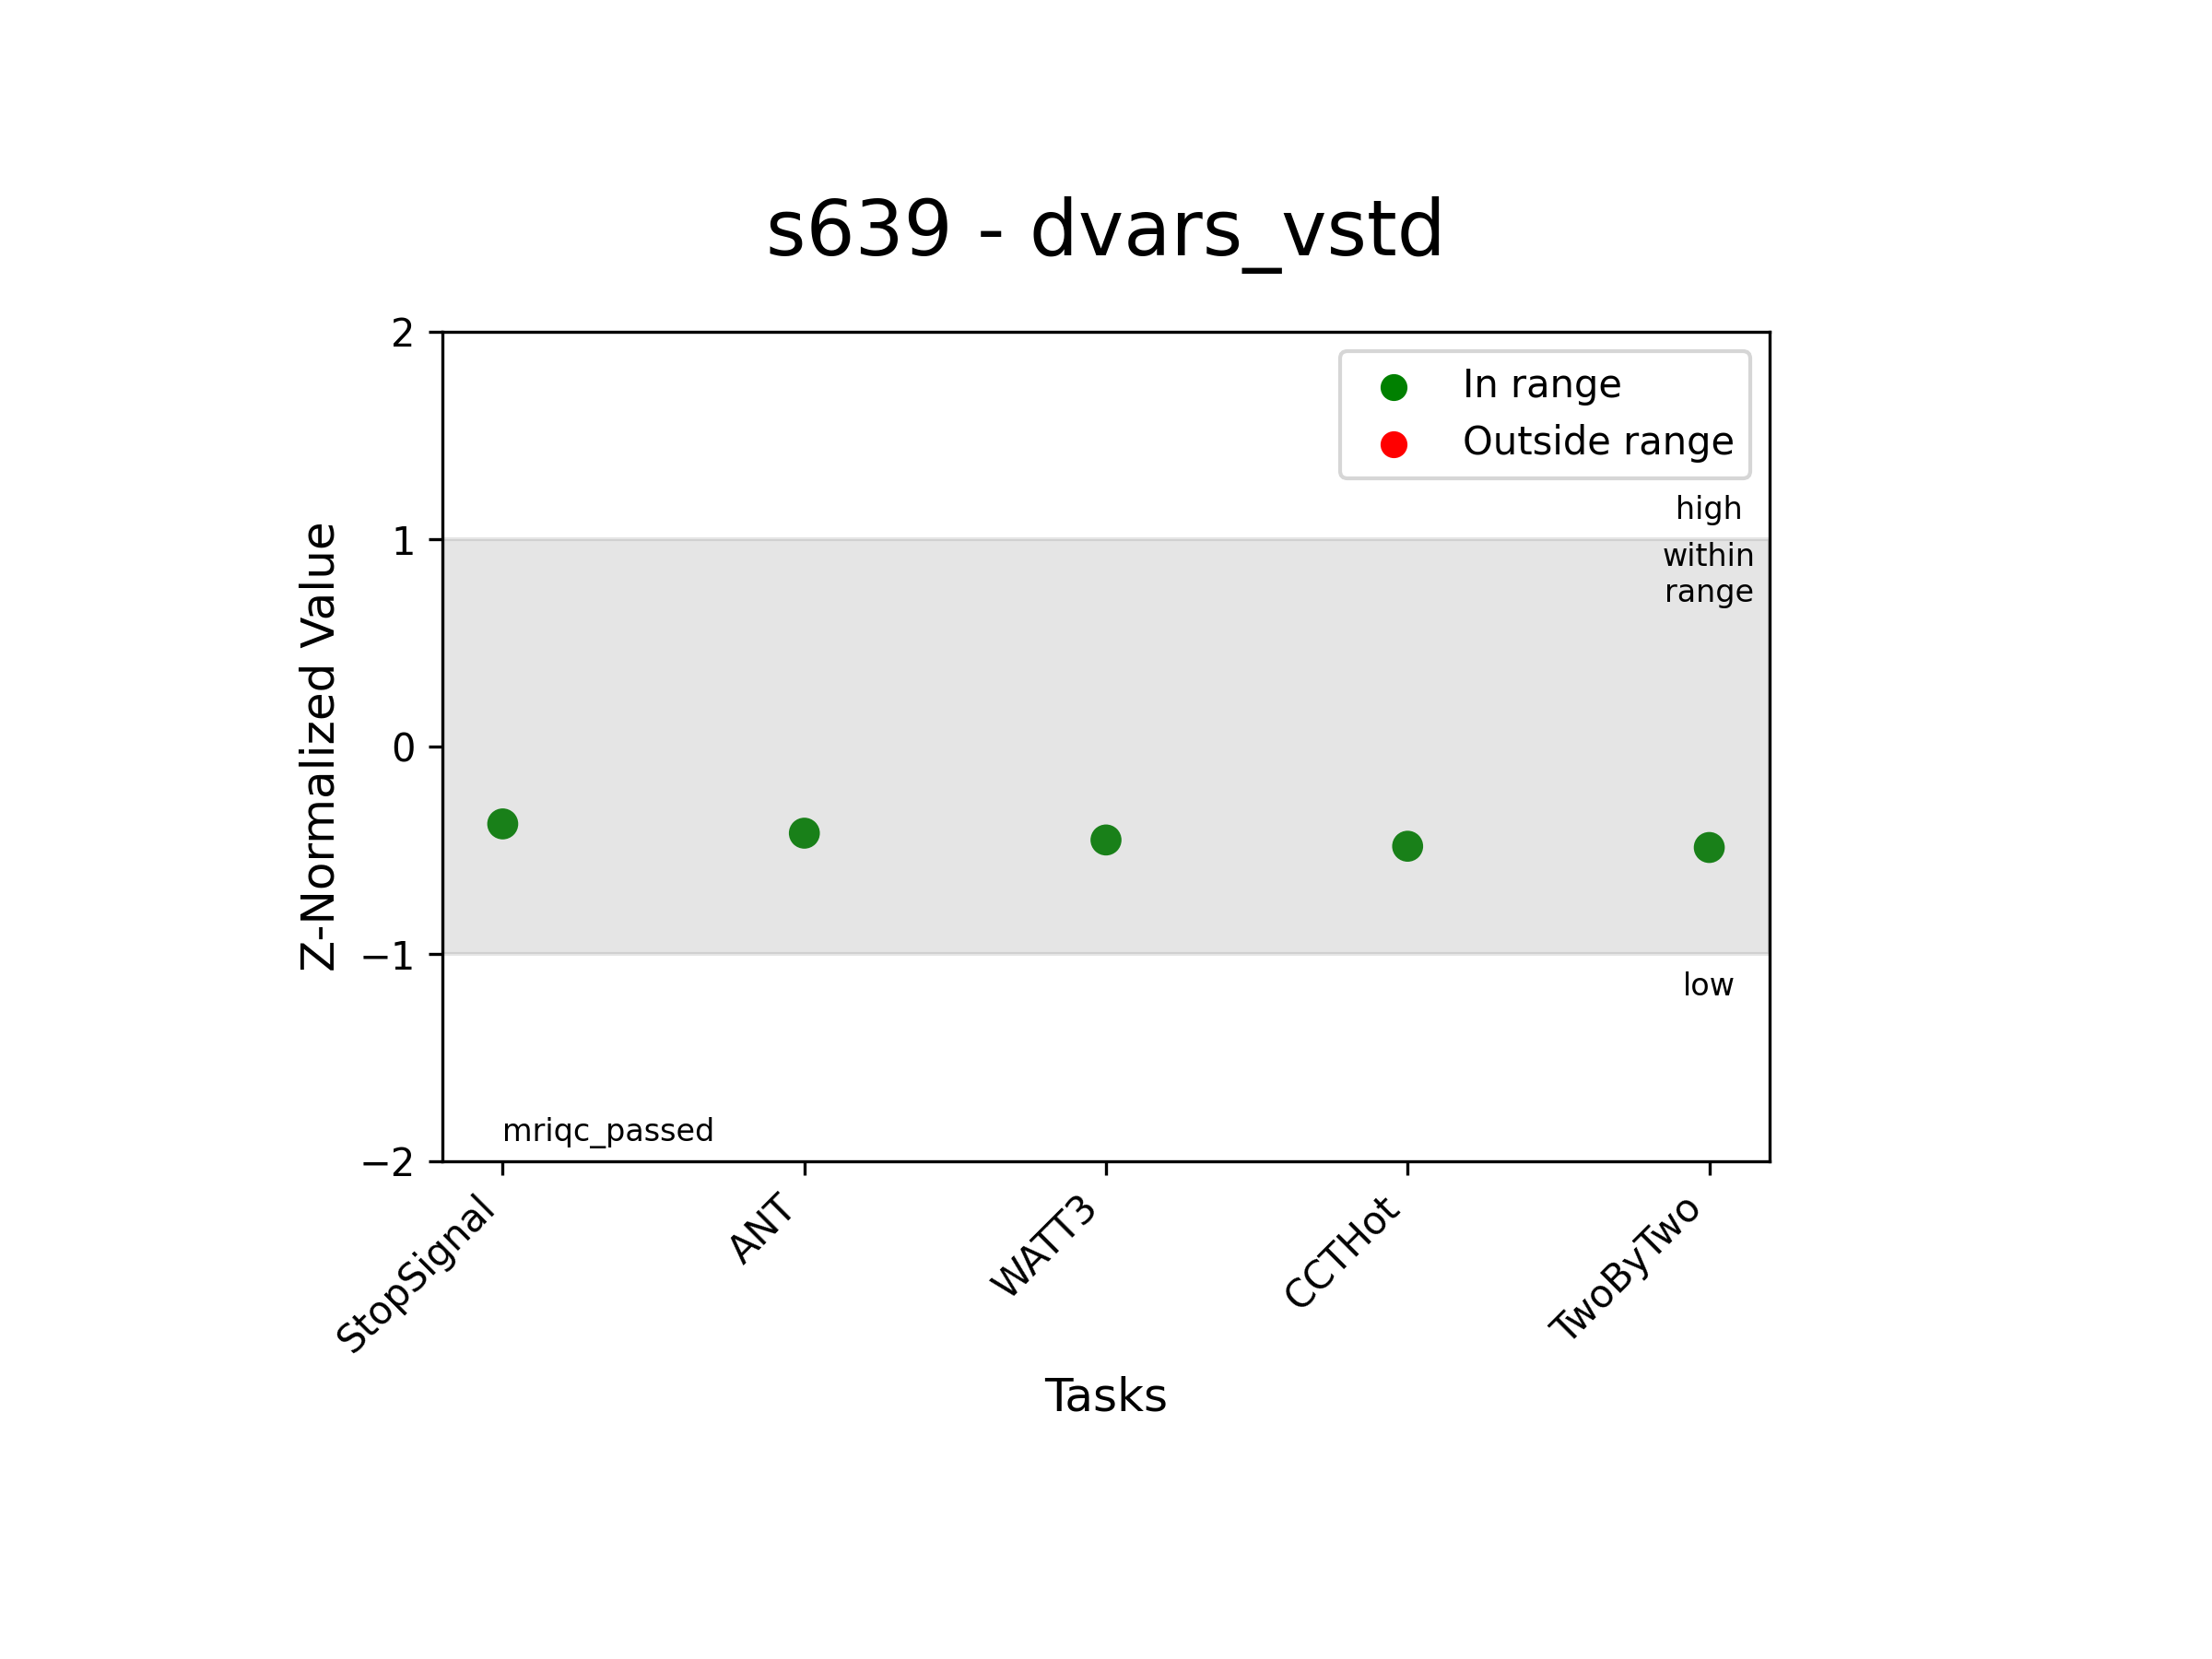 s639 - dvars_vstd
2
In range
Outside range
high
1
within
range
Z-Normalized Value
0
−1
low
mriqc_passed
−2
StopSignal
ANT
WATT3
CCTHot
TwoByTwo
Tasks